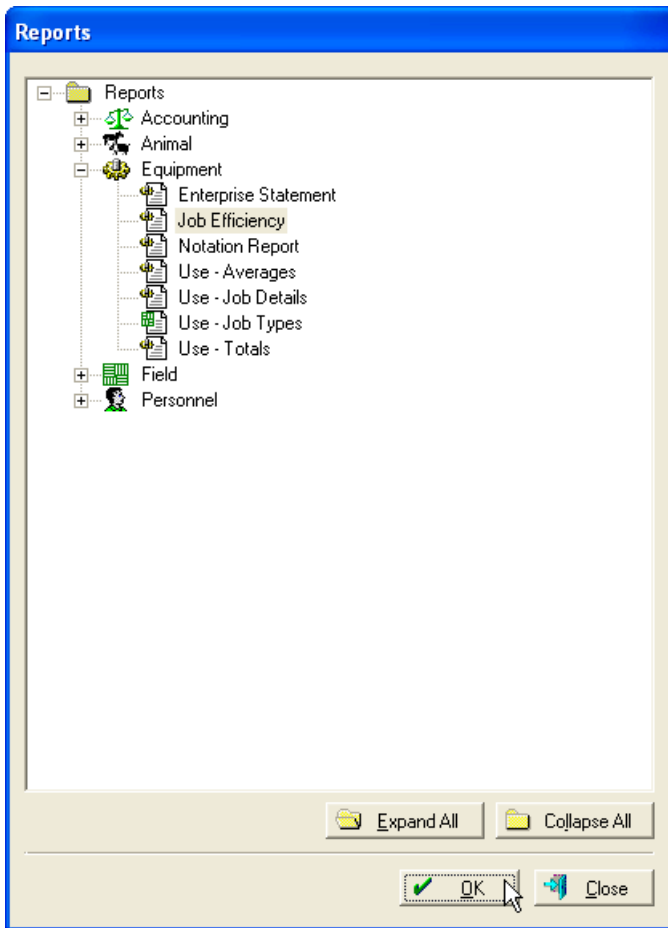 Reports
Reports
Accounting
Animal
Equipment
Enterprise Statement
Job Efficiency
Notation Report
Use - Averages
Use - Job Details
Use - Job Types
Use - Totals
Field
Personnel
Expand All Collapse All
OK Close